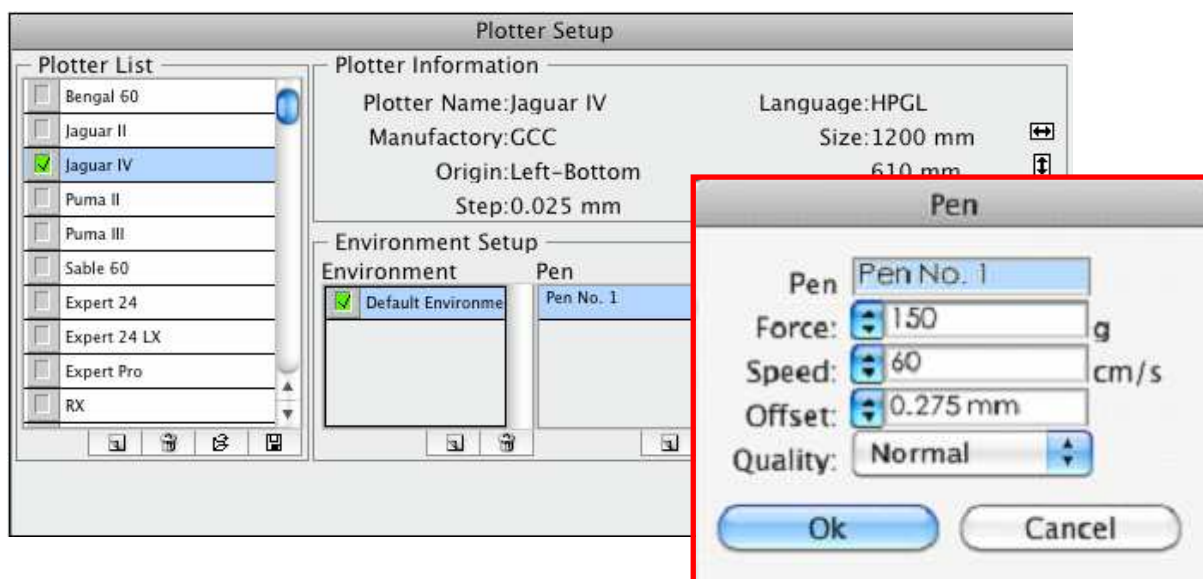 Plotter Setup
Plotter List
Bengal 60
Jaguar II
Jaguar IV
Puma II
Puma III
Sable 60
Expert 24
Expert 24 LX
Expert Pro
RX
Plotter Information
Plotter Name:Jaguar IV
Language:HPGL
Manufactory:GCC
Size:1200 mm
Origin:Left-Bottom
610 mm
Step:0.025 mm
Environment Setup
Environment
Pen
Default Environme
Pen No. 1
Pen
Pen Pen No. 1
Force: 150 g
Speed: 60 cm/s
Offset: 0.275 mm
Quality: Normal
Ok
Cancel